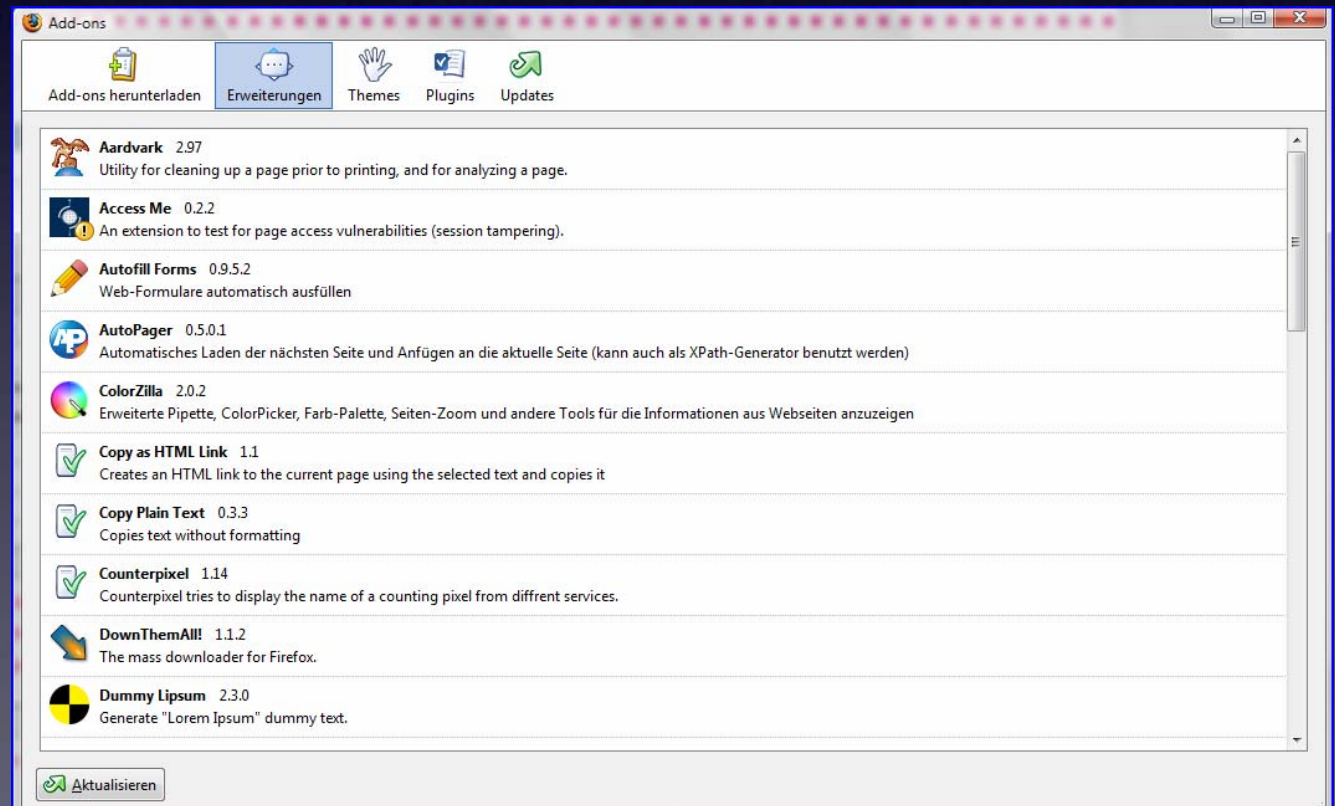 Add-ons
Add-ons herunterladen Erweiterungen Themes Plugins Updates
Aardvark 2.97
Utility for cleaning up a page prior to printing, and for analyzing a page.
Access Me 0.2.2
An extension to test for page access vulnerabilities (session tampering).
Autofill Forms 0.9.5.2
Web-Formulare automatisch ausfüllen
AutoPager 0.5.0.1
Automatisches Laden der nächsten Seite und Anfügen an die aktuelle Seite (kann auch als XPath-Generator benutzt werden)
ColorZilla 2.0.2
Erweiterte Pipette, ColorPicker, Farb-Palette, Seiten-Zoom und andere Tools für die Informationen aus Webseiten anzuzeigen
Copy as HTML Link 1.1
Creates an HTML link to the current page using the selected text and copies it
Copy Plain Text 0.3.3
Copies text without formatting
Counterpixel 1.14
Counterpixel tries to display the name of a counting pixel from diffrent services.
DownThemAll! 1.1.2
The mass downloader for Firefox.
Dummy Lipsum 2.3.0
Generate "Lorem Ipsum" dummy text.
Aktualisieren